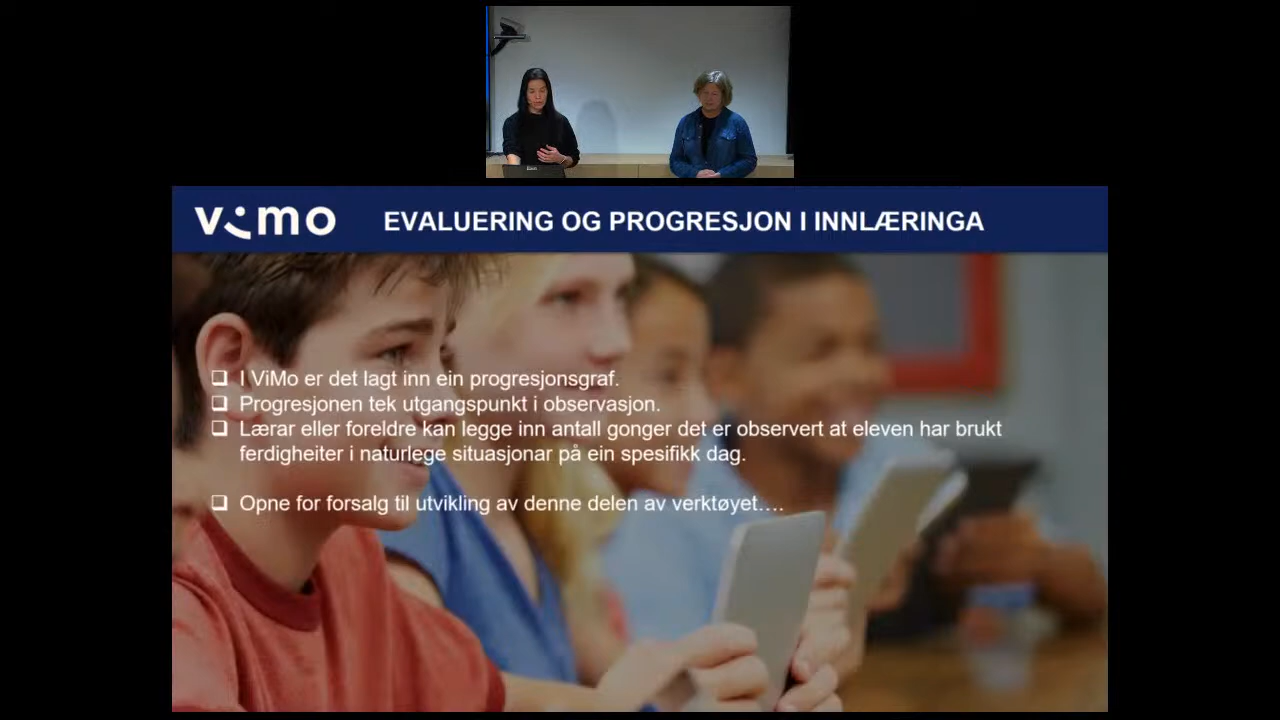 vimo
EVALUERING OG PROGRESJON I INNLÆRINGA
❑ I ViMo er det lagt inn ein progresjonsgraf.
❑ Progresjonen tek utgangspunkt i observasjon.
❑ Lærar eller foreldre kan legge inn antall gonger det er observert at eleven har brukt
ferdigheiter i naturlege situasjonar på ein spesifikk dag.
❑ Opne for forsalg til utvikling av denne delen av verktøyet….